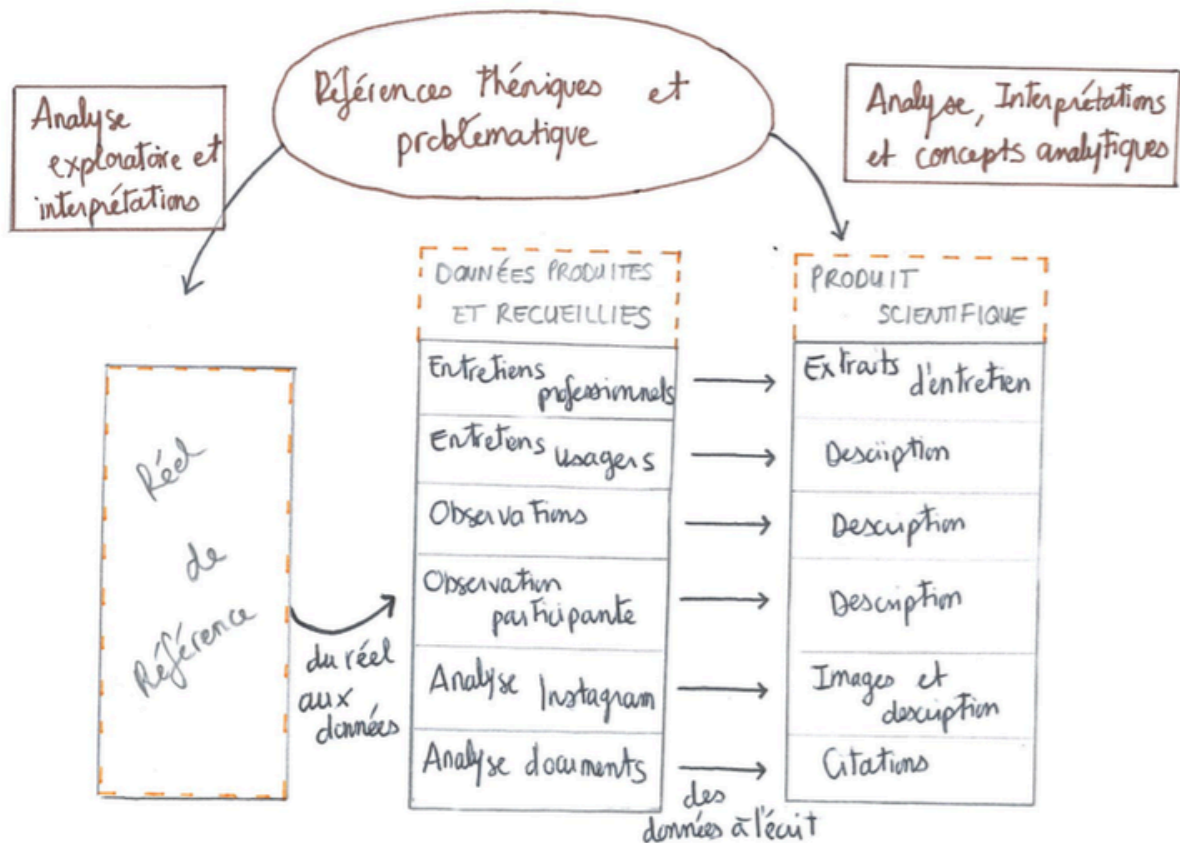 Références théniques et
problématique
Analyse
exploratoire et
interprétations
Analyse, Interprétations
et concepts analytiques
DONNÉES PRODUITES
ET RECUEILLIES
PRODUIT
SCIENTIFIQUE
Réel
de
Référence
du réel
aux
données
Entretiens
professionnels
Extraits
d'entretien
Entretiens
usagers
Description
Observations
Description
Observation
participante
Description
Analyse
Instagram
Images et
description
Analyse documents
Citations
des
données à l'écrit